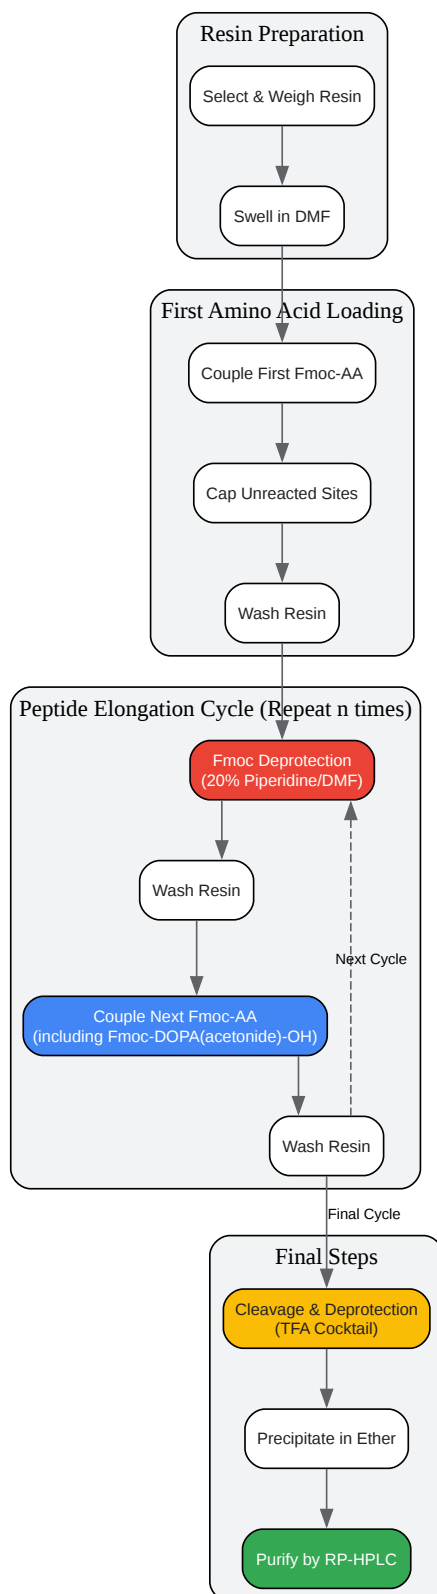 Resin Preparation
Select & Weigh Resin
Swell in DMF
First Amino Acid Loading
Couple First Fmoc-AA
Cap Unreacted Sites
Wash Resin
Peptide Elongation Cycle (Repeat n times)
Fmoc Deprotection
(20% Piperidine/DMF)
Wash Resin
Next Cycle
Couple Next Fmoc-AA
(including Fmoc-DOPA(acetonide)-OH)
Wash Resin
Final Cycle
Final Steps
Cleavage & Deprotection
(TFA Cocktail)
Precipitate in Ether
Purify by RP-HPLC